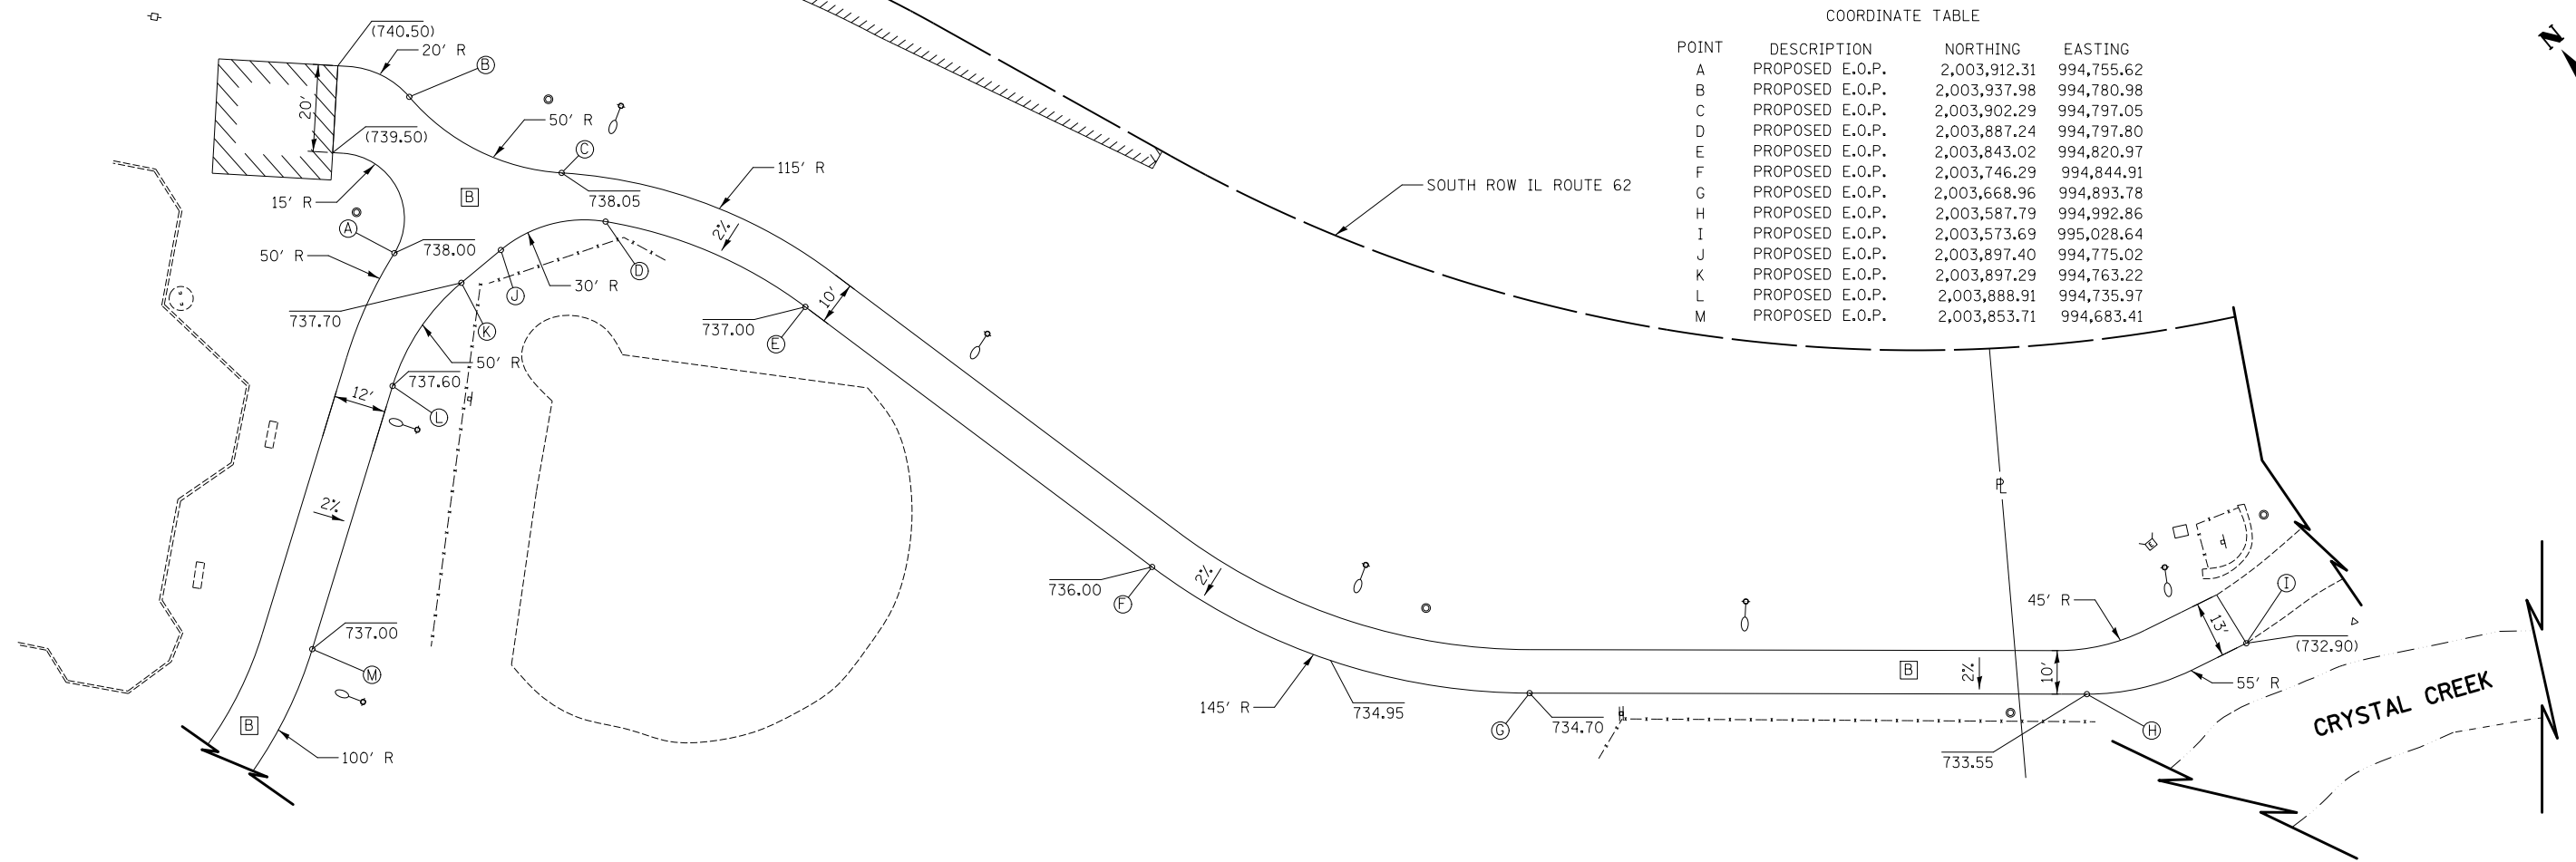 COORDINATE TABLE
POINT DESCRIPTION NORTHING EASTING
A PROPOSED E.O.P. 2,003,912.31 994,755.62
B PROPOSED E.O.P. 2,003,937.98 994,780.98
C PROPOSED E.O.P. 2,003,902.29 994,797.05
D PROPOSED E.O.P. 2,003,887.24 994,797.80
E PROPOSED E.O.P. 2,003,843.02 994,820.97
F PROPOSED E.O.P. 2,003,746.29 994,844.91
G PROPOSED E.O.P. 2,003,668.96 994,893.78
H PROPOSED E.O.P. 2,003,587.79 994,992.86
I PROPOSED E.O.P. 2,003,573.69 995,028.64
J PROPOSED E.O.P. 2,003,897.40 994,775.02
K PROPOSED E.O.P. 2,003,897.29 994,763.22
L PROPOSED E.O.P. 2,003,888.91 994,735.97
M PROPOSED E.O.P. 2,003,853.71 994,683.41
N
(740.50)
20' R
B
20'
(739.50)
50' R
C
115' R
SOUTH ROW IL ROUTE 62
15' R
B
738.05
A
738.00
2%
50' R
D
30' R
J
10'
737.70
K
737.00
E
50' R
737.60
12'
L
PL
2%
736.00
F
2%
45' R
I
13'
(732.90)
737.00
M
B
2%
10'
55' R
CRYSTAL CREEK
145' R
734.95
G
734.70
H
733.55
B
100' R